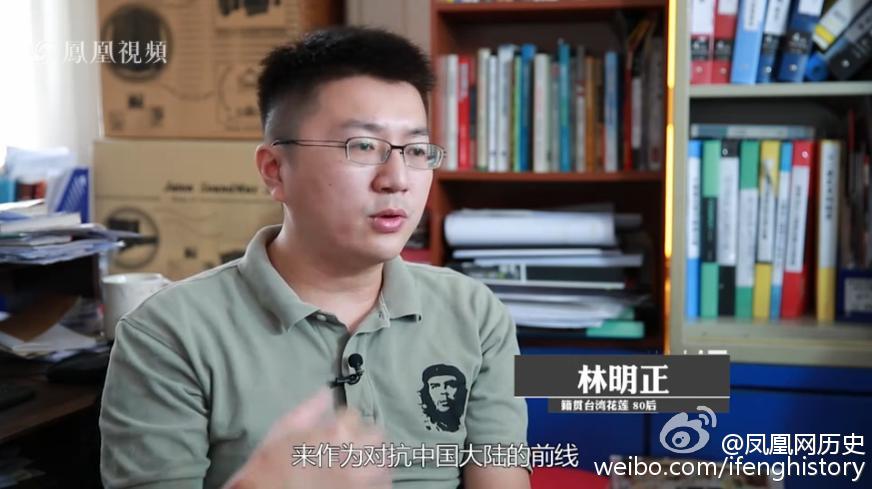 鳳凰視頻
林明正
籍贯台湾花莲 80后
来作为对抗中国大陆的前线
@凤凰网历史
weibo.com/ifenghistory